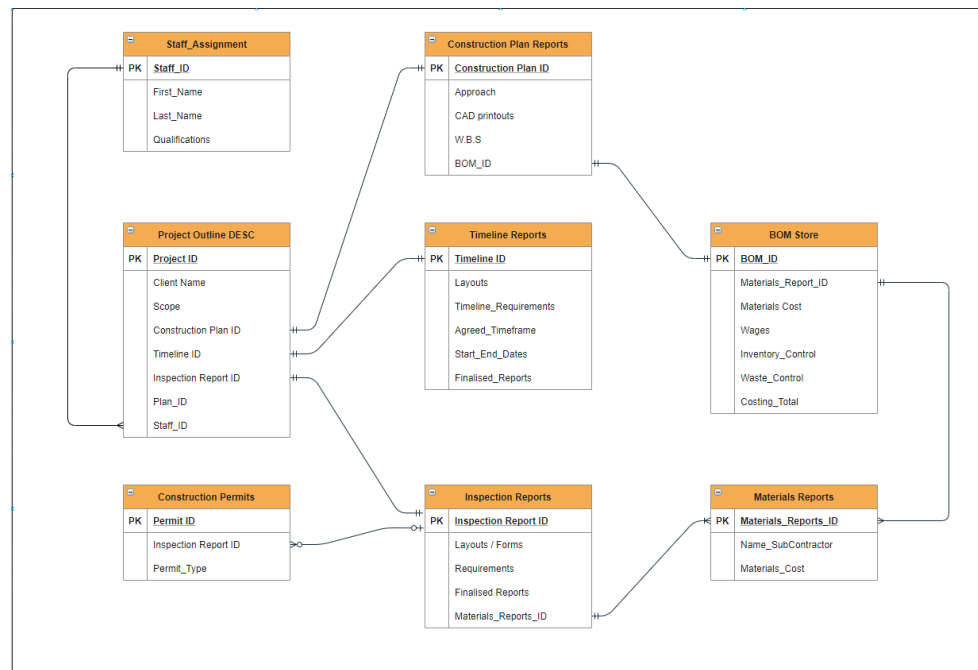 Staff_Assignment
PK Staff_ID
First_Name
Last_Name
Qualifications
Construction Plan Reports
PK Construction Plan ID
Approach
CAD printouts
W.B.S
BOM_ID
Project Outline DESC
PK Project ID
Client Name
Scope
Construction Plan ID
Timeline ID
Inspection Report ID
Plan_ID
Staff_ID
Timeline Reports
PK Timeline ID
Layouts
Timeline_Requirements
Agreed_Timeframe
Start_End_Dates
Finalised_Reports
BOM Store
PK BOM_ID
Materials_Report_ID
Materials Cost
Wages
Inventory_Control
Waste_Control
Costing_Total
Construction Permits
PK Permit ID
Inspection Report ID
Permit_Type
Inspection Reports
PK Inspection Report ID
Layouts / Forms
Requirements
Finalised Reports
Materials_Reports_ID
Materials Reports
PK Materials_Reports_ID
Name_SubContractor
Materials_Cost